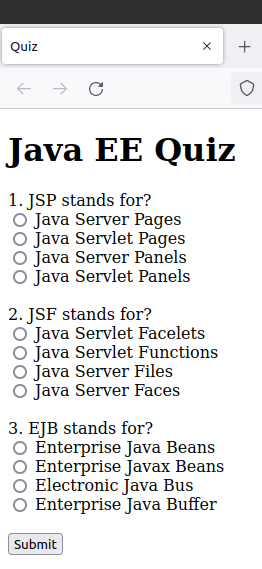 Quiz
Java EE Quiz
1. JSP stands for?
Java Server Pages
Java Servlet Pages
Java Server Panels
Java Servlet Panels
2. JSF stands for?
Java Servlet Facelets
Java Servlet Functions
Java Server Files
Java Server Faces
3. EJB stands for?
Enterprise Java Beans
Enterprise Javax Beans
Electronic Java Bus
Enterprise Java Buffer
Submit